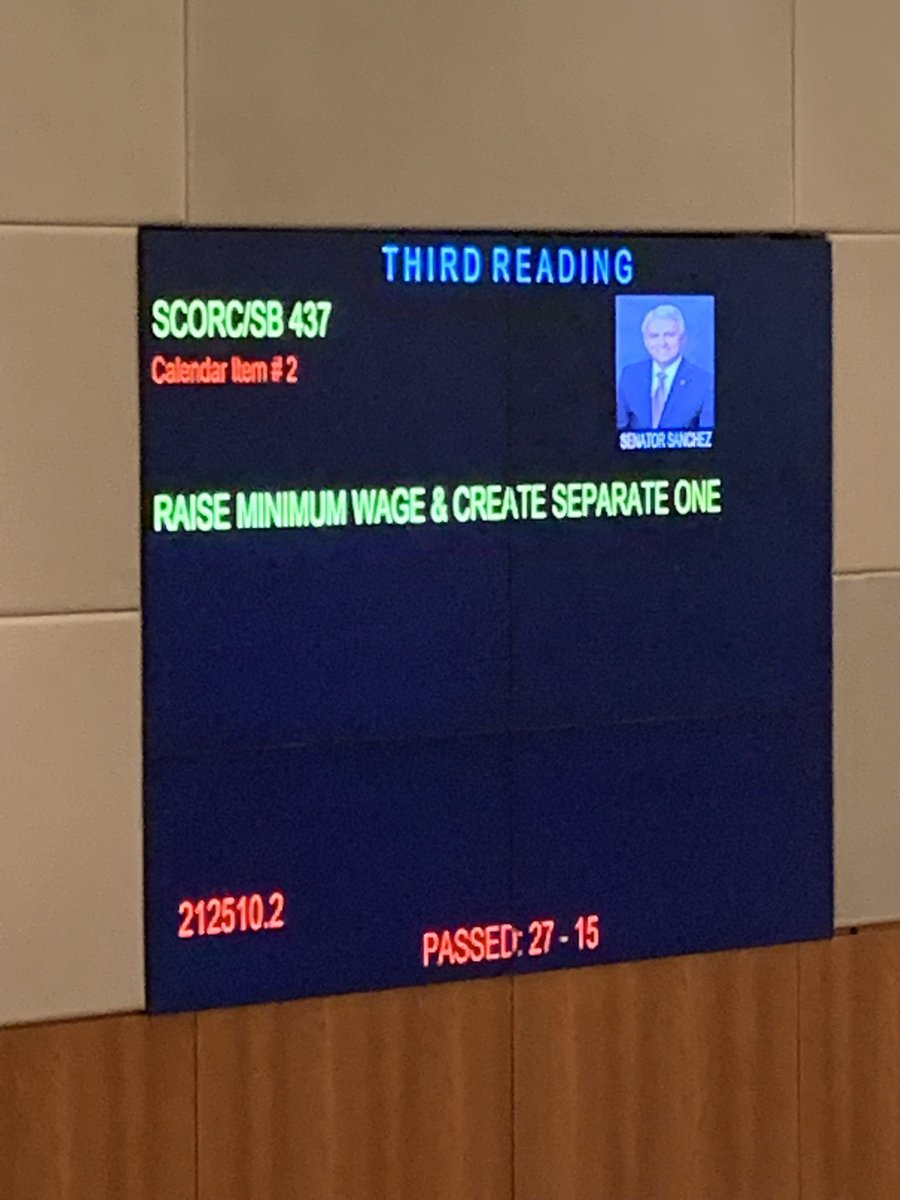 THIRD READING
SCORC/SB 437
Calendar Item # 2
SENATOR SANCHEZ
RAISE MINIMUM WAGE & CREATE SEPARATE ONE
212510.2
PASSED: 27 - 15